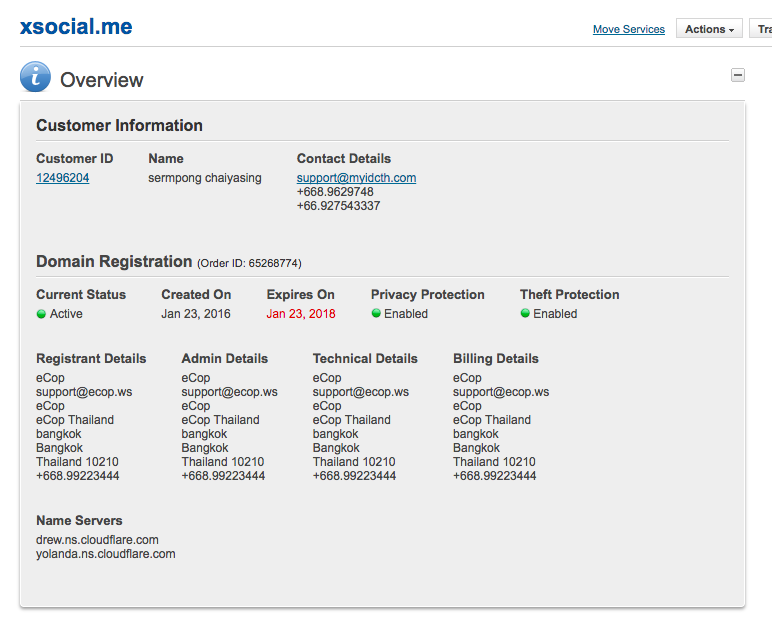 xsocial.me
Move Services Actions Tra
Overview
Customer Information
Customer ID Name Contact Details
12496204 sermpong chaiyasing support@myidcth.com
+668.9629748
+66.927543337
Domain Registration (Order ID: 65268774)
Current Status Created On Expires On Privacy Protection Theft Protection
Active Jan 23, 2016 Jan 23, 2018 Enabled Enabled
Registrant Details Admin Details Technical Details Billing Details
eCop eCop eCop eCop
support@ecop.ws support@ecop.ws support@ecop.ws support@ecop.ws
eCop eCop eCop eCop
eCop Thailand eCop Thailand eCop Thailand eCop Thailand
bangkok bangkok bangkok bangkok
Bangkok Bangkok Bangkok Bangkok
Thailand 10210 Thailand 10210 Thailand 10210 Thailand 10210
+668.99223444 +668.99223444 +668.99223444 +668.99223444
Name Servers
drew.ns.cloudflare.com
yolanda.ns.cloudflare.com